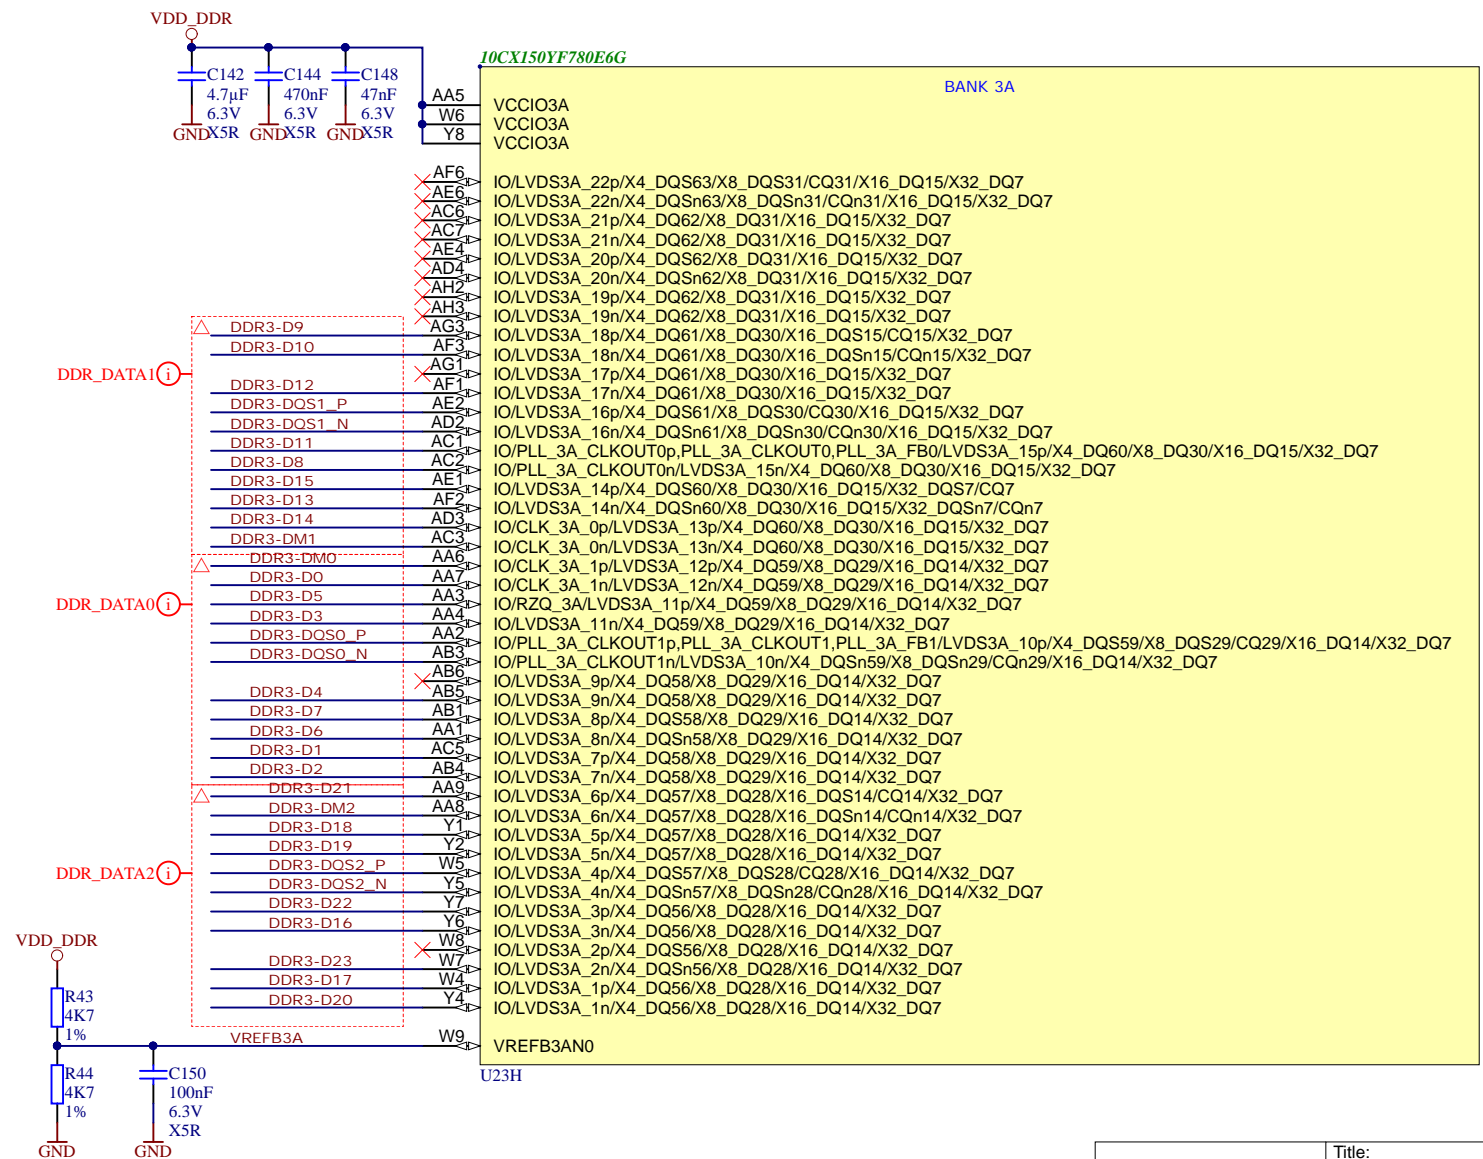 VDD_DDR
10CX150YF780E6G
BANK 3A
C142 4.7µF 6.3V X5R GND
C144 470nF 6.3V X5R GND
C148 47nF 6.3V X5R GND
AA5 VCCIO3A
W6 VCCIO3A
Y8 VCCIO3A
AF6 IO/LVDS3A_22p/X4_DQS63/X8_DQS31/CQ31/X16_DQ15/X32_DQ7
AE6 IO/LVDS3A_22n/X4_DQSn63/X8_DQSn31/CQn31/X16_DQ15/X32_DQ7
AC6 IO/LVDS3A_21p/X4_DQ62/X8_DQ31/X16_DQ15/X32_DQ7
AC7 IO/LVDS3A_21n/X4_DQ62/X8_DQ31/X16_DQ15/X32_DQ7
AE4 IO/LVDS3A_20p/X4_DQS62/X8_DQ31/X16_DQ15/X32_DQ7
AD4 IO/LVDS3A_20n/X4_DQSn62/X8_DQ31/X16_DQ15/X32_DQ7
AH2 IO/LVDS3A_19p/X4_DQ62/X8_DQ31/X16_DQ15/X32_DQ7
AH3 IO/LVDS3A_19n/X4_DQ62/X8_DQ31/X16_DQ15/X32_DQ7
DDR3-D9 AG3 IO/LVDS3A_18p/X4_DQ61/X8_DQ30/X16_DQS15/CQ15/X32_DQ7
DDR3-D10 AF3 IO/LVDS3A_18n/X4_DQ61/X8_DQ30/X16_DQSn15/CQn15/X32_DQ7
DDR_DATA1 i AG1 IO/LVDS3A_17p/X4_DQ61/X8_DQ30/X16_DQ15/X32_DQ7
DDR3-D12 AF1 IO/LVDS3A_17n/X4_DQ61/X8_DQ30/X16_DQ15/X32_DQ7
DDR3-DQS1_P AE2 IO/LVDS3A_16p/X4_DQS61/X8_DQS30/CQ30/X16_DQ15/X32_DQ7
DDR3-DQS1_N AD2 IO/LVDS3A_16n/X4_DQSn61/X8_DQSn30/CQn30/X16_DQ15/X32_DQ7
DDR3-D11 AC1 IO/PLL_3A_CLKOUT0p,PLL_3A_CLKOUT0,PLL_3A_FB0/LVDS3A_15p/X4_DQ60/X8_DQ30/X16_DQ15/X32_DQ7
DDR3-D8 AC2 IO/PLL_3A_CLKOUT0n/LVDS3A_15n/X4_DQ60/X8_DQ30/X16_DQ15/X32_DQ7
DDR3-D15 AE1 IO/LVDS3A_14p/X4_DQS60/X8_DQ30/X16_DQ15/X32_DQS7/CQ7
DDR3-D13 AF2 IO/LVDS3A_14n/X4_DQSn60/X8_DQ30/X16_DQ15/X32_DQSn7/CQn7
DDR3-D14 AD3 IO/CLK_3A_0p/LVDS3A_13p/X4_DQ60/X8_DQ30/X16_DQ15/X32_DQ7
DDR3-DM1 AC3 IO/CLK_3A_0n/LVDS3A_13n/X4_DQ60/X8_DQ30/X16_DQ15/X32_DQ7
DDR3-DM0 AA6 IO/CLK_3A_1p/LVDS3A_12p/X4_DQ59/X8_DQ29/X16_DQ14/X32_DQ7
DDR3-D0 AA7 IO/CLK_3A_1n/LVDS3A_12n/X4_DQ59/X8_DQ29/X16_DQ14/X32_DQ7
DDR_DATA0 i DDR3-D5 AA3 IO/RZQ_3A/LVDS3A_11p/X4_DQ59/X8_DQ29/X16_DQ14/X32_DQ7
DDR3-D3 AA4 IO/LVDS3A_11n/X4_DQ59/X8_DQ29/X16_DQ14/X32_DQ7
DDR3-DQS0_P AA2 IO/PLL_3A_CLKOUT1p,PLL_3A_CLKOUT1,PLL_3A_FB1/LVDS3A_10p/X4_DQS59/X8_DQS29/CQ29/X16_DQ14/X32_DQ7
DDR3-DQS0_N AB3 IO/PLL_3A_CLKOUT1n/LVDS3A_10n/X4_DQSn59/X8_DQSn29/CQn29/X16_DQ14/X32_DQ7
AB6 IO/LVDS3A_9p/X4_DQ58/X8_DQ29/X16_DQ14/X32_DQ7
DDR3-D4 AB5 IO/LVDS3A_9n/X4_DQ58/X8_DQ29/X16_DQ14/X32_DQ7
DDR3-D7 AB1 IO/LVDS3A_8p/X4_DQS58/X8_DQ29/X16_DQ14/X32_DQ7
DDR3-D6 AA1 IO/LVDS3A_8n/X4_DQSn58/X8_DQ29/X16_DQ14/X32_DQ7
DDR3-D1 AC5 IO/LVDS3A_7p/X4_DQ58/X8_DQ29/X16_DQ14/X32_DQ7
DDR3-D2 AB4 IO/LVDS3A_7n/X4_DQ58/X8_DQ29/X16_DQ14/X32_DQ7
DDR3-D21 AA9 IO/LVDS3A_6p/X4_DQ57/X8_DQ28/X16_DQS14/CQ14/X32_DQ7
DDR3-DM2 AA8 IO/LVDS3A_6n/X4_DQ57/X8_DQ28/X16_DQSn14/CQn14/X32_DQ7
DDR3-D18 Y1 IO/LVDS3A_5p/X4_DQ57/X8_DQ28/X16_DQ14/X32_DQ7
DDR3-D19 Y2 IO/LVDS3A_5n/X4_DQ57/X8_DQ28/X16_DQ14/X32_DQ7
DDR_DATA2 i DDR3-DQS2_P W5 IO/LVDS3A_4p/X4_DQS57/X8_DQS28/CQ28/X16_DQ14/X32_DQ7
DDR3-DQS2_N Y5 IO/LVDS3A_4n/X4_DQSn57/X8_DQSn28/CQn28/X16_DQ14/X32_DQ7
DDR3-D22 Y7 IO/LVDS3A_3p/X4_DQ56/X8_DQ28/X16_DQ14/X32_DQ7
DDR3-D16 Y6 IO/LVDS3A_3n/X4_DQ56/X8_DQ28/X16_DQ14/X32_DQ7
W8 IO/LVDS3A_2p/X4_DQS56/X8_DQ28/X16_DQ14/X32_DQ7
DDR3-D23 W7 IO/LVDS3A_2n/X4_DQSn56/X8_DQ28/X16_DQ14/X32_DQ7
DDR3-D17 W4 IO/LVDS3A_1p/X4_DQ56/X8_DQ28/X16_DQ14/X32_DQ7
DDR3-D20 Y4 IO/LVDS3A_1n/X4_DQ56/X8_DQ28/X16_DQ14/X32_DQ7
VREFB3A W9 VREFB3AN0
U23H
VDD_DDR
R43 4K7 1%
R44 4K7 1% GND
C150 100nF 6.3V X5R GND
Title: